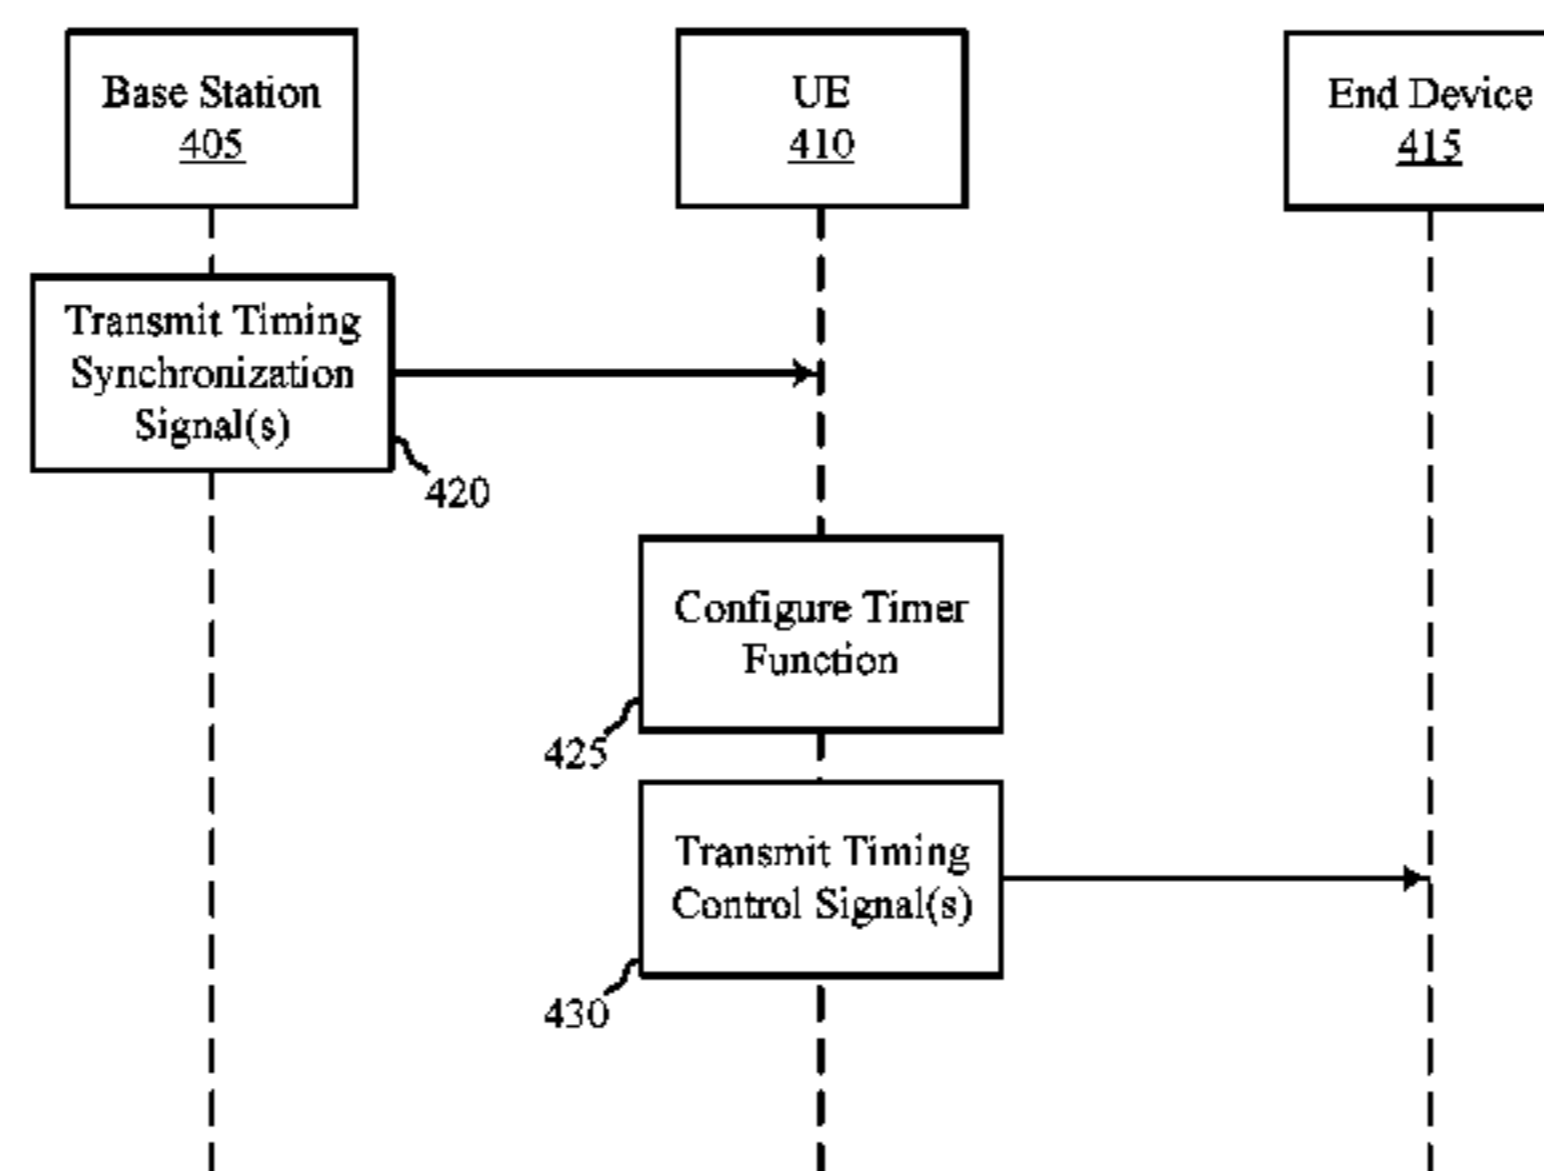 Base Station
405
UE
410
End Device
415
Transmit Timing
Synchronization
Signal(s)
420
Configure Timer
Function
425
Transmit Timing
Control Signal(s)
430